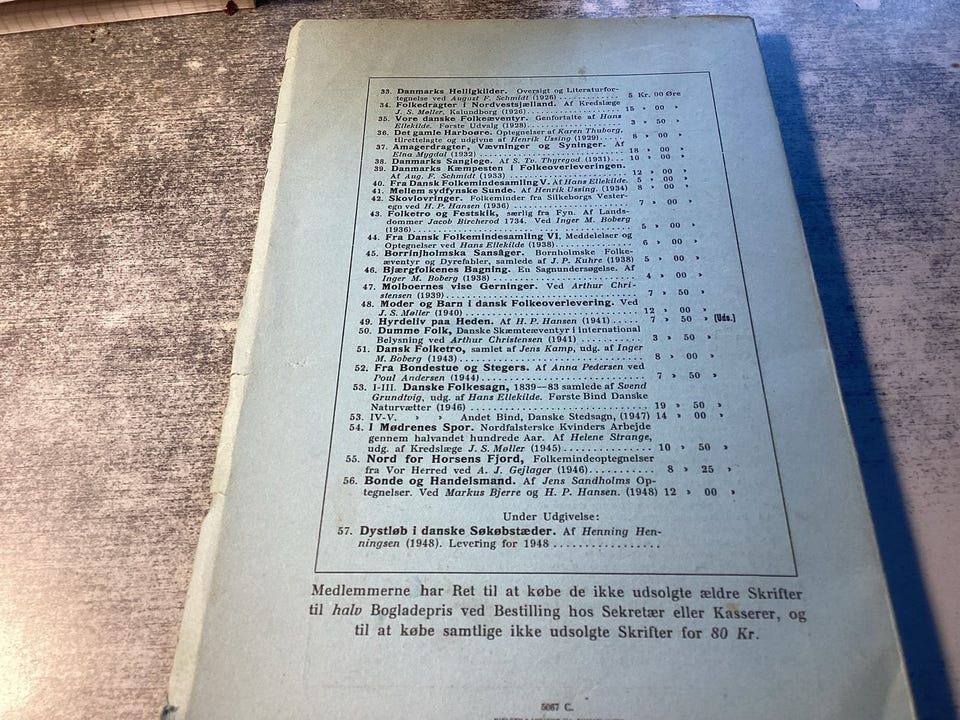 33. Danmarks Helligkilder. Oversigt og Literaturfor-
tegnelse ved August F. Schmidt (1926) ........ 5 Kr. 00 Øre
34. Folkedragter i Nordvestsjælland. Af Kredslæge
J. S. Møller, Kalundborg (1926) ........ 15 » 00 »
35. Vore danske Folkeæventyr. Genfortalte af Hans
Ellekilde. Første Udvalg (1928) ........ 3 » 50 »
36. Det gamle Harboøre. Optegnelser af Karen Thuborg,
tilrettelagte og udgivne af Henrik Ussing (1929) ..... 8 » 00 »
37. Amagerdragter, Vævninger og Syninger. Af
Elna Mygdal (1932) ........ 18 » 00 »
38. Danmarks Sanglege. Af S. Tv. Thyregod (1931) ... 10 » 00 »
39. Danmarks Kæmpesten i Folkeoverleveringen.
Af Aug. F. Schmidt (1933) ........ 12 » 00 »
40. Fra Dansk Folkemindesamling V. Af Hans Ellekilde. 5 » 00 »
41. Mellem sydfynske Sunde. Af Henrik Ussing. (1934) 8 » 00 »
42. Skovlovringer. Folkeminder fra Silkeborgs Vester-
egn ved H. P. Hansen (1936) ........ 7 » 00 »
43. Folketro og Festskik, særlig fra Fyn. Af Lands-
dommer Jacob Bircherod 1734. Ved Inger M. Boberg
(1936) ........ 5 » 00 »
44. Fra Dansk Folkemindesamling VI, Meddelelser og
Optegnelser ved Hans Ellekilde (1938) ........ 6 » 00 »
45. Borrinjholmska Sansåger. Bornholmske Folke-
æventyr og Dyrefabler, samlede af J. P. Kuhre (1938) 5 » 00 »
46. Bjærgfolkenes Bagning. En Sagnundersøgelse. Af
Inger M. Boberg (1938) ........ 4 » 00 »
47. Molboernes vise Gerninger. Ved Arthur Chri-
stensen (1939) ........ 7 » 50 »
48. Moder og Barn i dansk Folkeoverlevering. Ved
J. S. Møller (1940) ........ 12 » 00 »
49. Hyrdeliv paa Heden. Af H. P. Hansen (1941) ..... 7 » 50 » [Uds.]
50. Dumme Folk, Danske Skæmteæventyr i international
Belysning ved Arthur Christensen (1941) ........ 3 » 50 »
51. Dansk Folketro, samlet af Jens Kamp, udg. af Inger
M. Boberg (1943) ........ 8 » 00 »
52. Fra Bondestue og Stegers. Af Anna Pedersen ved
Poul Andersen (1944) ........ 7 » 50 »
53. I-III. Danske Folkesagn, 1839—83 samlede af Svend
Grundtvig, udg. af Hans Ellekilde. Første Bind Danske
Naturvætter (1946) ........ 19 » 50 »
53. IV-V. » » Andet Bind, Danske Stedsagn, (1947) 14 » 00 »
54. I Mødrenes Spor. Nordfalsterske Kvinders Arbejde
gennem halvandet hundrede Aar. Af Helene Strange,
udg. af Kredslæge J. S. Møller (1945) ........ 10 » 50 »
55. Nord for Horsens Fjord, Folkemindeoptegnelser
fra Vor Herred ved A. J. Gejlager (1946) ........ 8 » 25 »
56. Bonde og Handelsmand. Af Jens Sandholms Op-
tegnelser. Ved Markus Bjerre og H. P. Hansen. (1948) 12 » 00 »
Under Udgivelse:
57. Dystløb i danske Søkøbstæder. Af Henning Hen-
ningsen (1948). Levering for 1948 ........
Medlemmerne har Ret til at købe de ikke udsolgte ældre Skrifter
til halv Bogladepris ved Bestilling hos Sekretær eller Kasserer, og
til at købe samtlige ikke udsolgte Skrifter for 80 Kr.
5067 C.